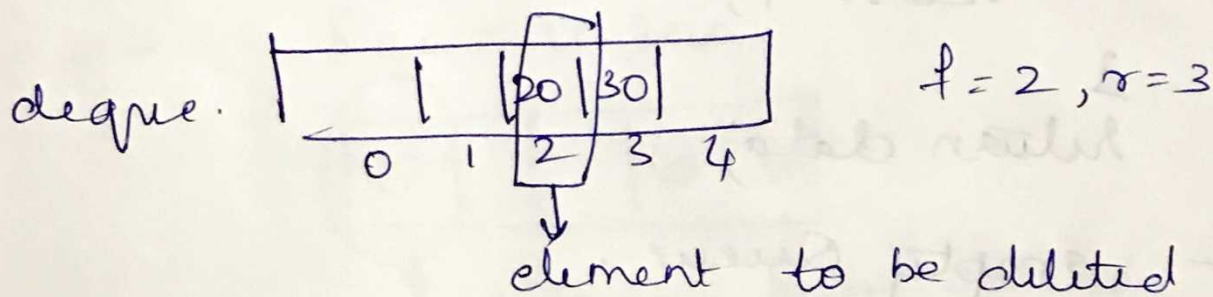 20 30 f = 2, r = 3
deque.
0 1 2 3 4
element to be deleted